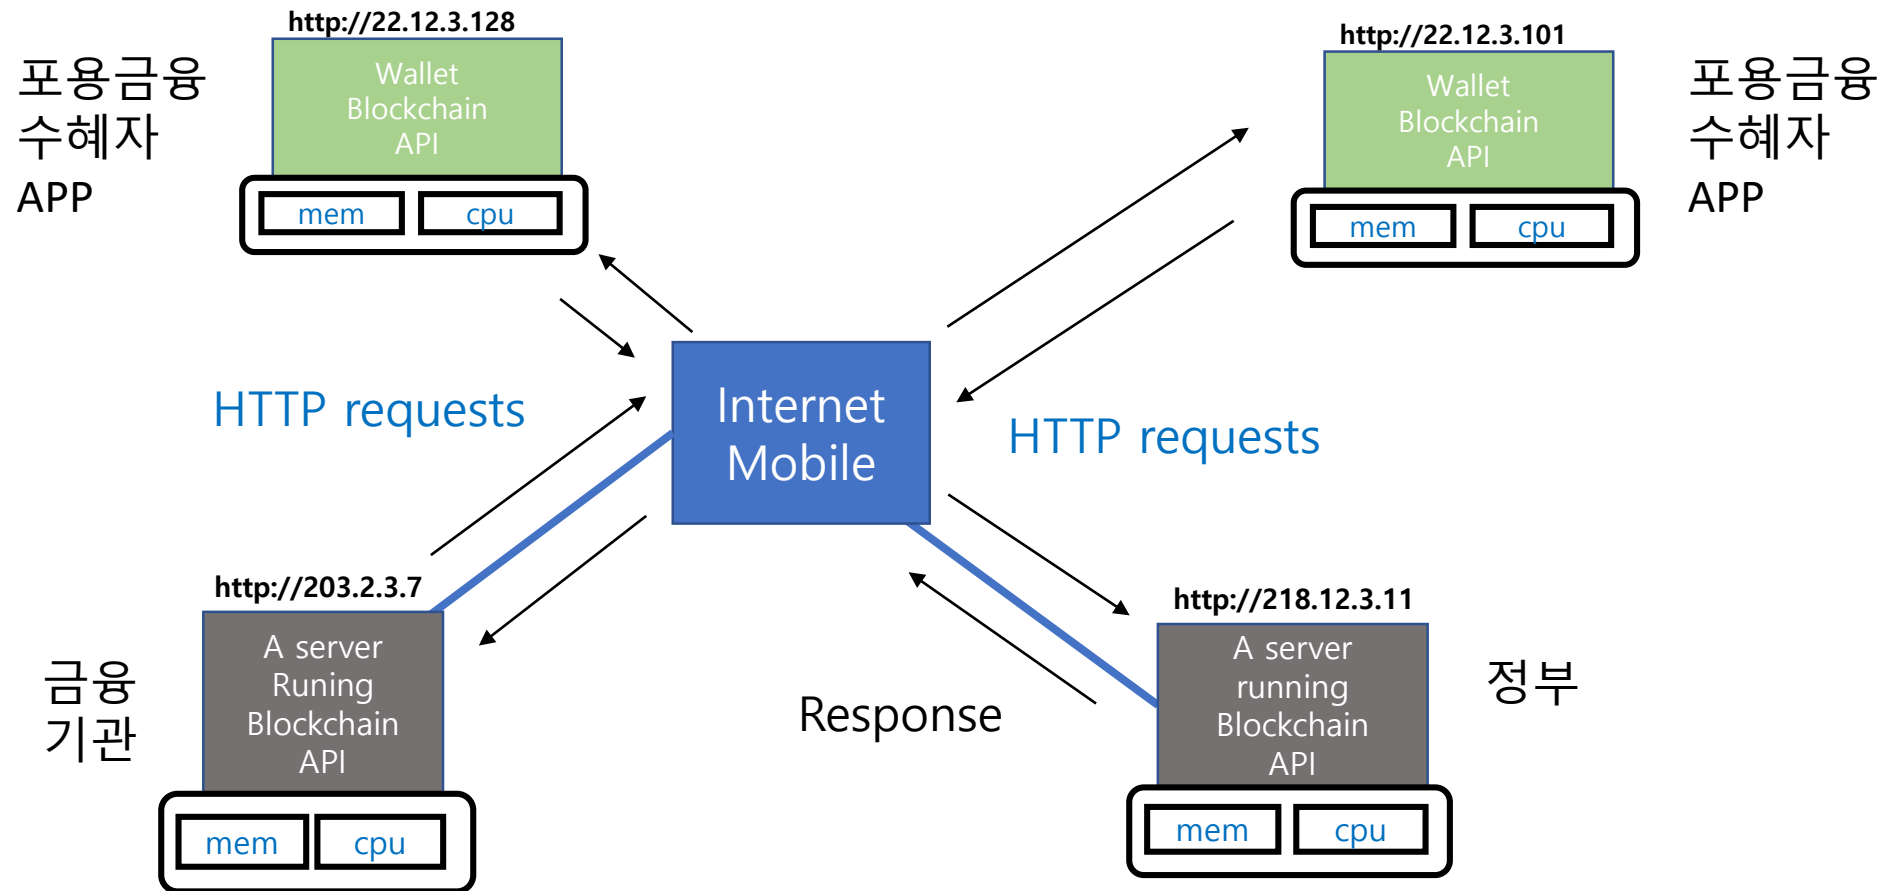 http://22.12.3.128
포용금융
수혜자
APP
Wallet
Blockchain
API
mem
cpu
http://22.12.3.101
Wallet
Blockchain
API
mem
cpu
포용금융
수혜자
APP
HTTP requests
Internet
Mobile
HTTP requests
http://203.2.3.7
금융
기관
A server
Runing
Blockchain
API
mem
cpu
Response
http://218.12.3.11
A server
running
Blockchain
API
mem
cpu
정부